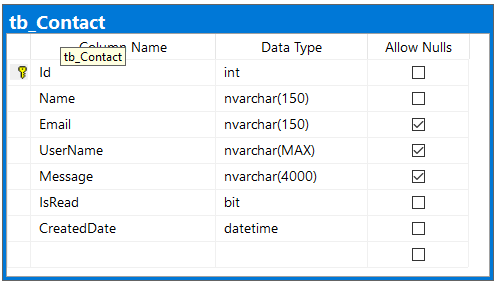 tb_Contact
Column Name Data Type Allow Nulls
tb_Contact
Id int
Name nvarchar(150)
Email nvarchar(150)
UserName nvarchar(MAX)
Message nvarchar(4000)
IsRead bit
CreatedDate datetime